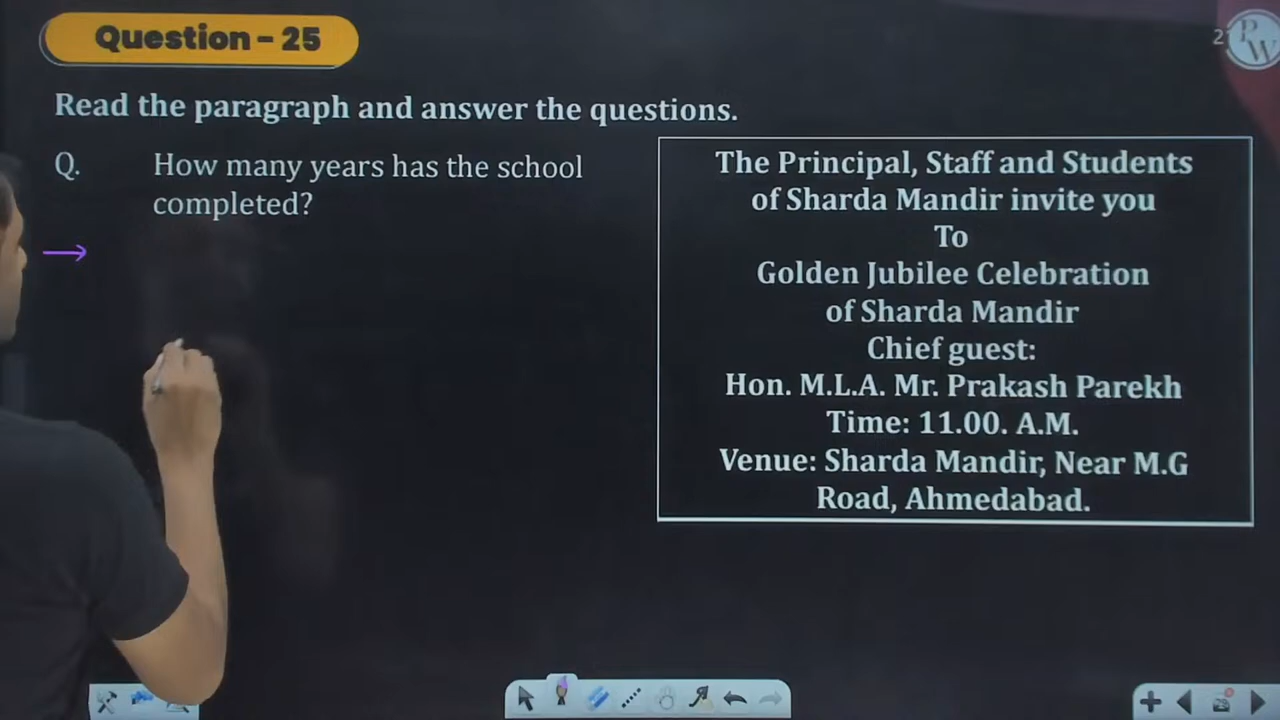 Question - 25
2
PW
Read the paragraph and answer the questions.
Q. How many years has the school
completed?
The Principal, Staff and Students
of Sharda Mandir invite you
To
Golden Jubilee Celebration
of Sharda Mandir
Chief guest:
Hon. M.L.A. Mr. Prakash Parekh
Time: 11.00. A.M.
Venue: Sharda Mandir, Near M.G
Road, Ahmedabad.